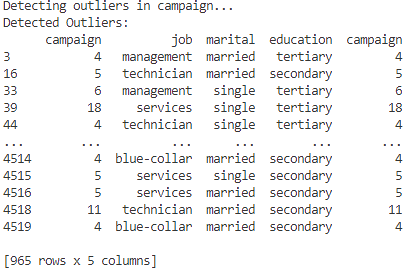 Detecting outliers in campaign...
Detected Outliers:
campaign job marital education campaign
3 4 management married tertiary 4
16 5 technician married secondary 5
33 6 management single tertiary 6
39 18 services single tertiary 18
44 4 technician single tertiary 4
... ... ... ... ... ...
4514 4 blue-collar married secondary 4
4515 5 services single secondary 5
4516 5 services married secondary 5
4518 11 technician married secondary 11
4519 4 blue-collar married secondary 4
[965 rows x 5 columns]